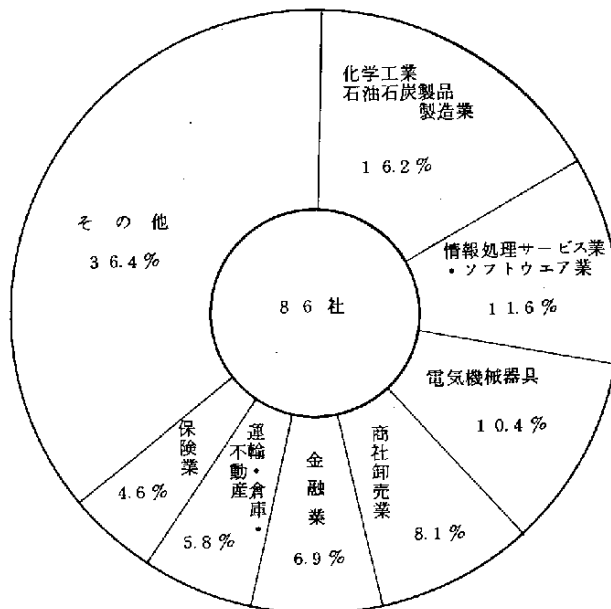 化学工業
石油石炭製品
製造業
16.2%
情報処理サービス業
・ソフトウエア業
11.6%
電気機械器具
10.4%
商社卸売業
8.1%
金融業
6.9%
運輸・倉庫・
不動産
5.8%
保険業
4.6%
その他
36.4%
86社